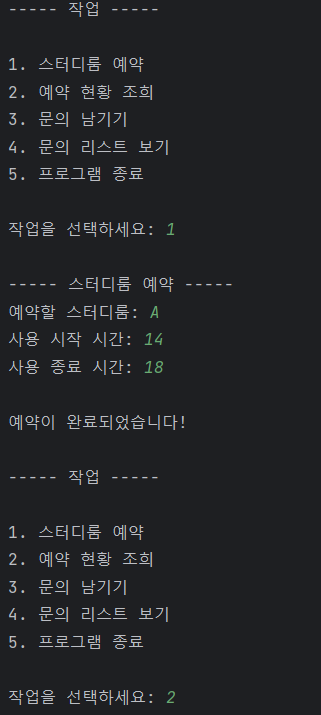 ----- 작업 -----
1. 스터디룸 예약
2. 예약 현황 조희
3. 문의 남기기
4. 문의 리스트 보기
5. 프로그램 종료
작업을 선택하세요: 1
----- 스터디룸 예약 -----
예약할 스터디룸: A
사용 시작 시간: 14
사용 종료 시간: 18
예약이 완료되었습니다!
----- 작업 -----
1. 스터디룸 예약
2. 예약 현황 조희
3. 문의 남기기
4. 문의 리스트 보기
5. 프로그램 종료
작업을 선택하세요: 2